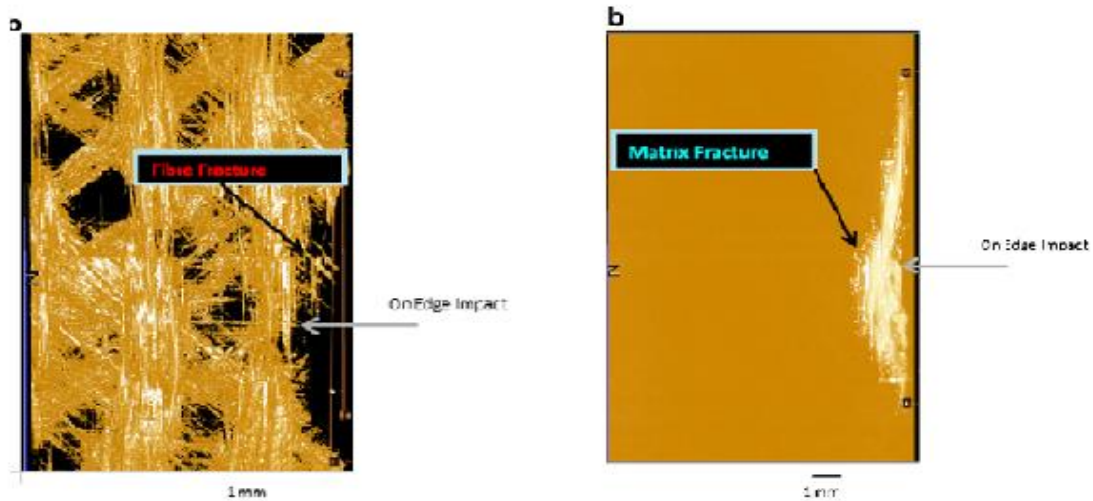 b
Fibre Fracture
On Edge Impact
1 mm
b
Matrix Fracture
On Edge Impact
1 mm